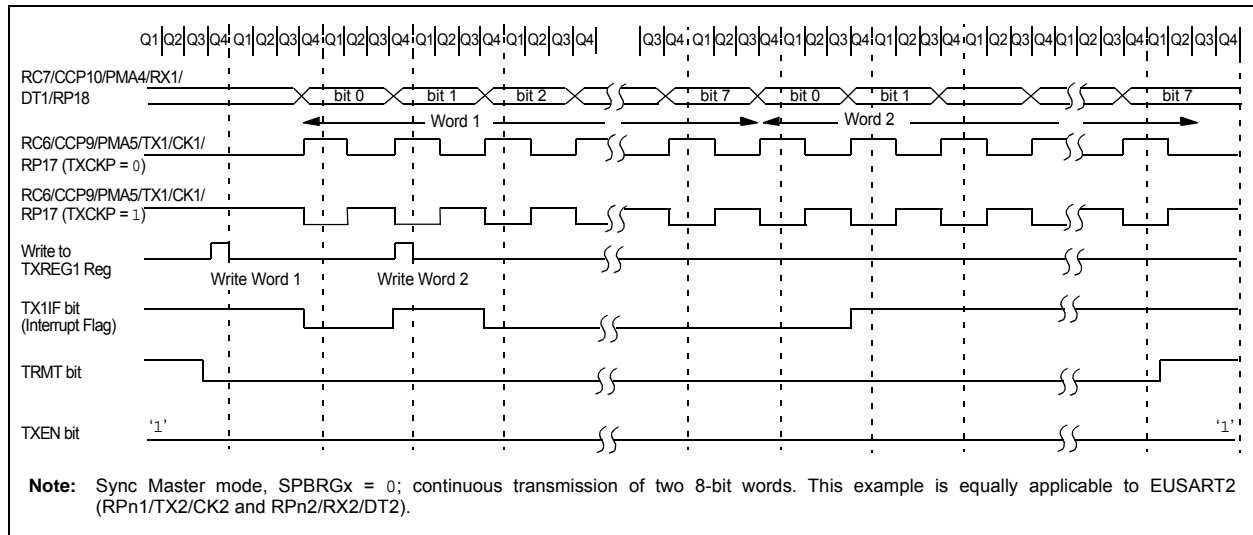 Q1 Q2 Q3 Q4 Q1 Q2 Q3 Q4 Q1 Q2 Q3 Q4 Q1 Q2 Q3 Q4 Q1 Q2 Q3 Q4 Q3 Q4 Q1 Q2 Q3 Q4 Q1 Q2 Q3 Q4 Q1 Q2 Q3 Q4 Q1 Q2 Q3 Q4 Q1 Q2 Q3 Q4 Q1 Q2 Q3 Q4
RC7/CCP10/PMA4/RX1/
DT1/RP18
bit 0 bit 1 bit 2 bit 7 bit 0 bit 1 bit 7
Word 1 Word 2
RC6/CCP9/PMA5/TX1/CK1/
RP17 (TXCKP = 0)
RC6/CCP9/PMA5/TX1/CK1/
RP17 (TXCKP = 1)
Write to
TXREG1 Reg
Write Word 1 Write Word 2
TX1IF bit
(Interrupt Flag)
TRMT bit
TXEN bit ‘1’ ‘1’
Note: Sync Master mode, SPBRGx = 0; continuous transmission of two 8-bit words. This example is equally applicable to EUSART2
(RPn1/TX2/CK2 and RPn2/RX2/DT2).